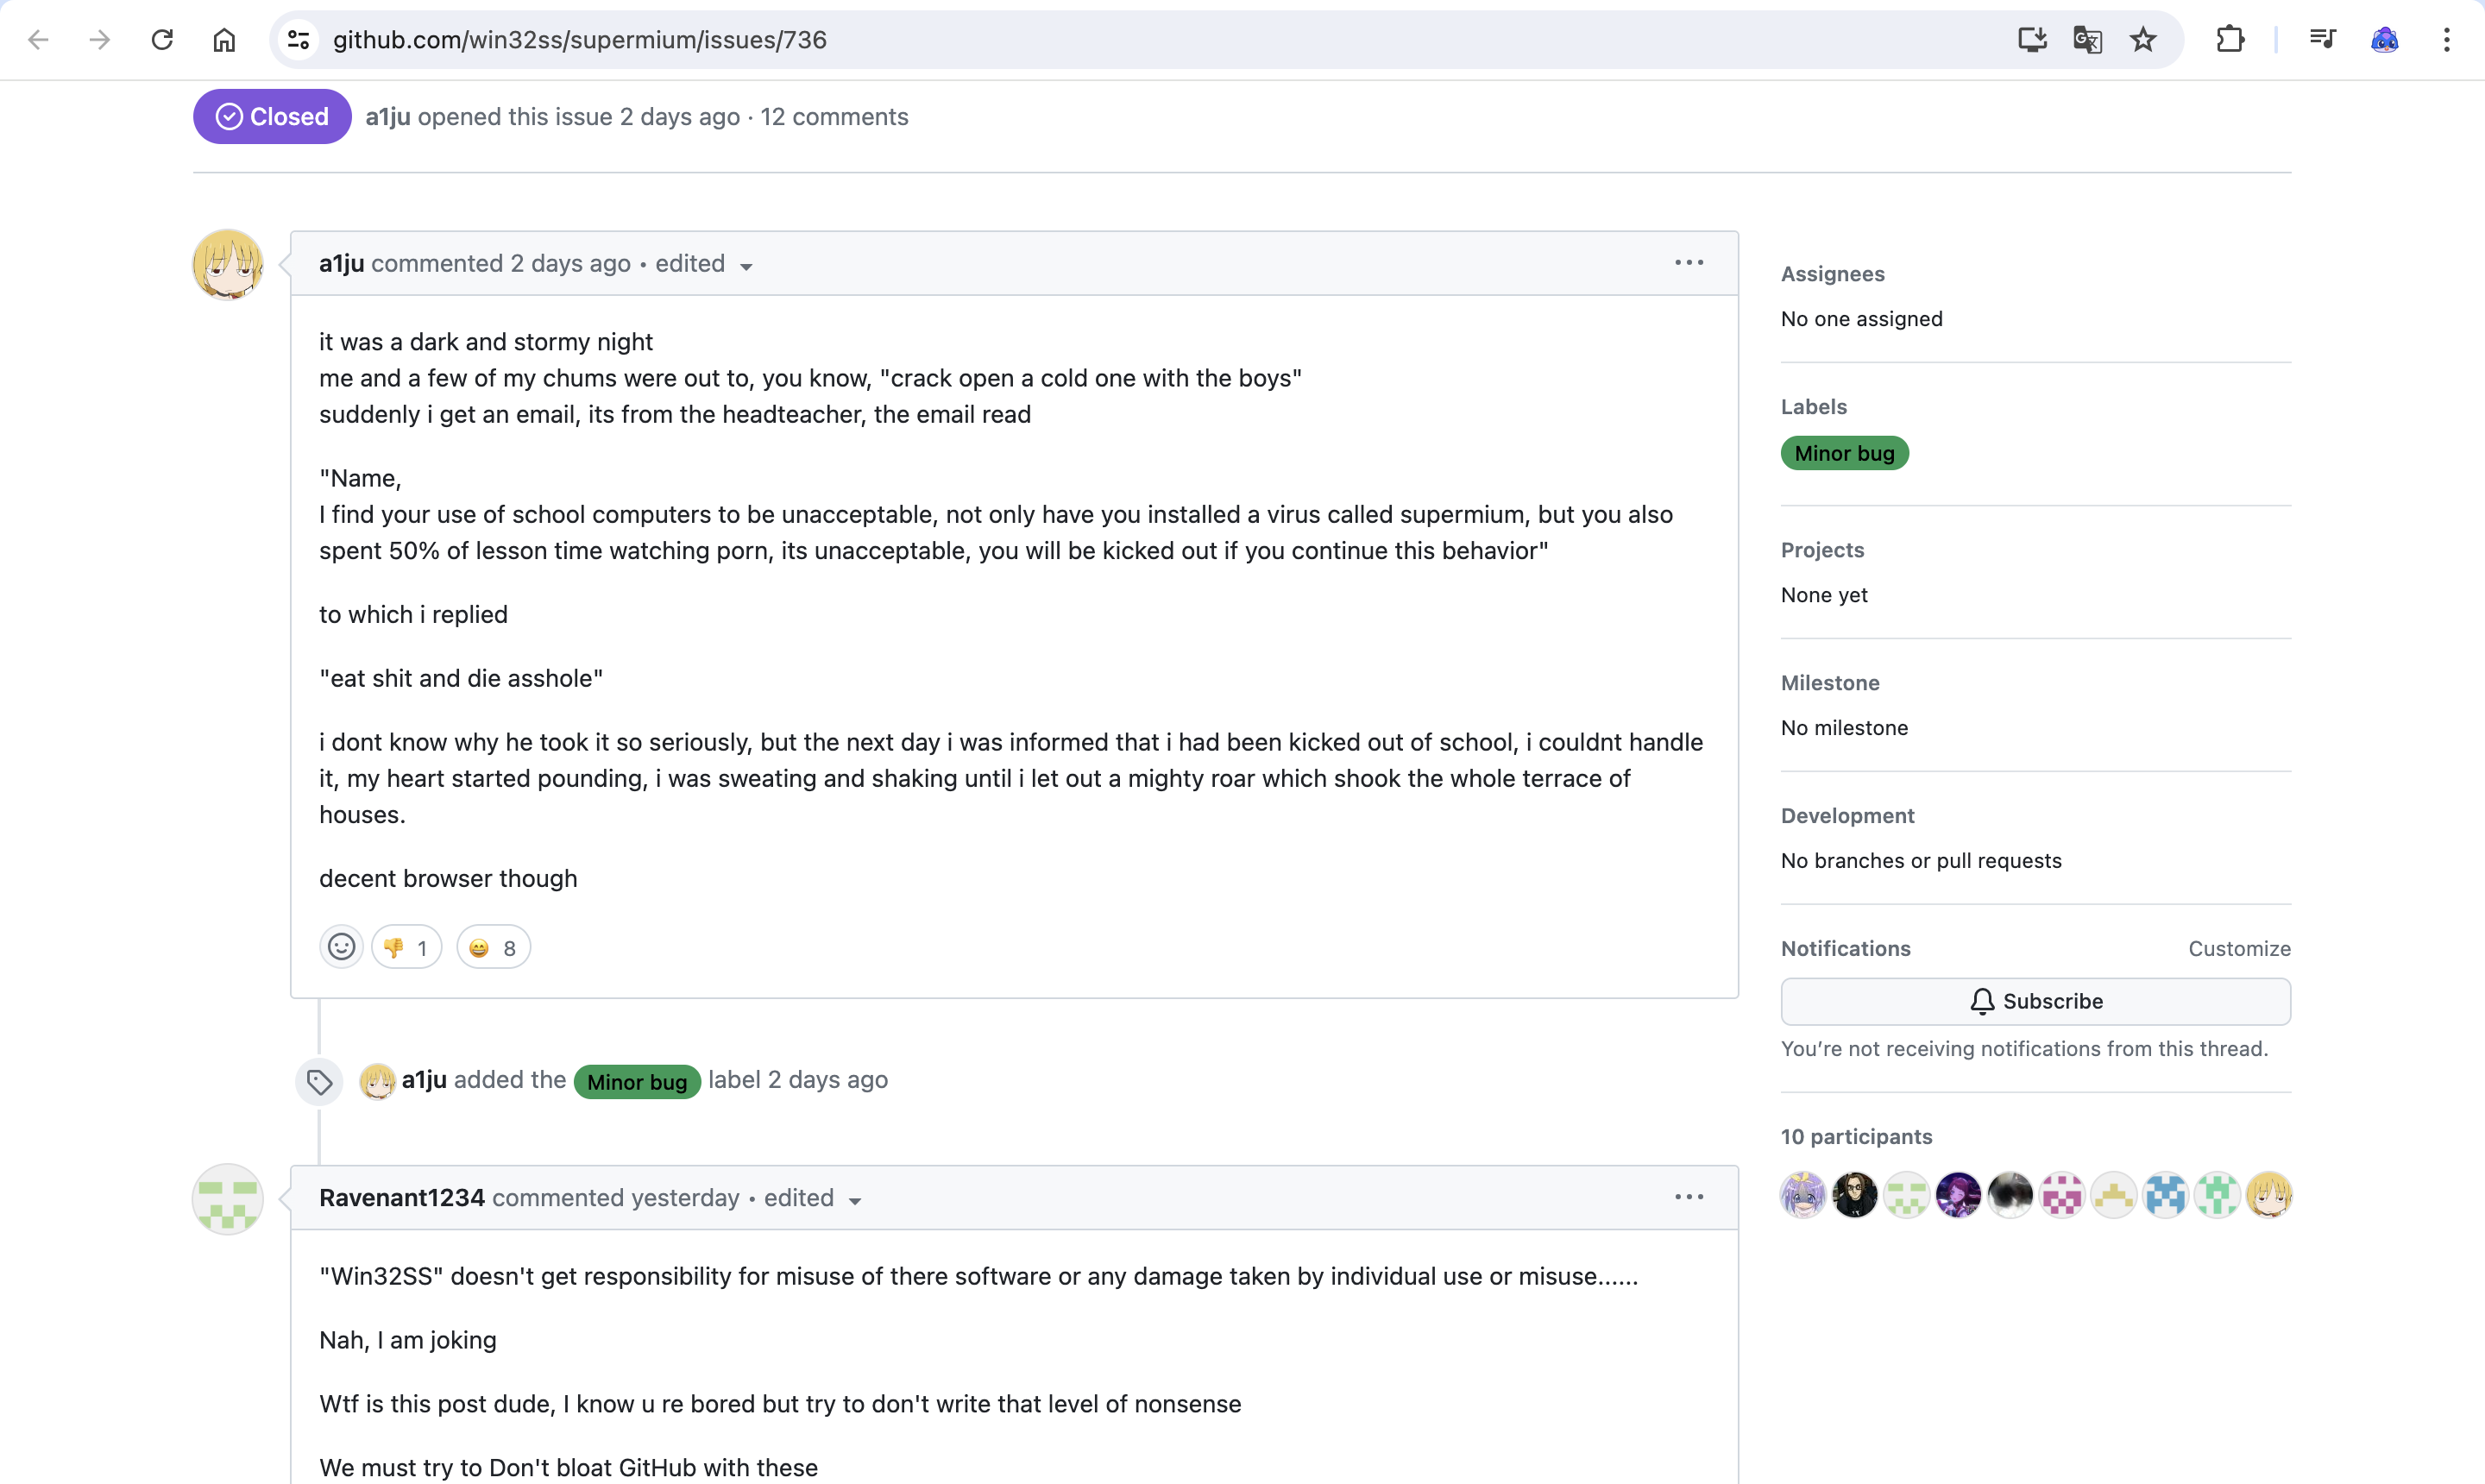 github.com/win32ss/supermium/issues/736
Closed a1ju opened this issue 2 days ago · 12 comments
a1ju commented 2 days ago • edited
it was a dark and stormy night
me and a few of my chums were out to, you know, "crack open a cold one with the boys"
suddenly i get an email, its from the headteacher, the email read
"Name,
I find your use of school computers to be unacceptable, not only have you installed a virus called supermium, but you also
spent 50% of lesson time watching porn, its unacceptable, you will be kicked out if you continue this behavior"
to which i replied
"eat shit and die asshole"
i dont know why he took it so seriously, but the next day i was informed that i had been kicked out of school, i couldnt handle
it, my heart started pounding, i was sweating and shaking until i let out a mighty roar which shook the whole terrace of
houses.
decent browser though
👎 1 😄 8
a1ju added the Minor bug label 2 days ago
Ravenant1234 commented yesterday • edited
"Win32SS" doesn't get responsibility for misuse of there software or any damage taken by individual use or misuse......
Nah, I am joking
Wtf is this post dude, I know u re bored but try to don't write that level of nonsense
We must try to Don't bloat GitHub with these
Assignees
No one assigned
Labels
Minor bug
Projects
None yet
Milestone
No milestone
Development
No branches or pull requests
Notifications Customize
Subscribe
You’re not receiving notifications from this thread.
10 participants